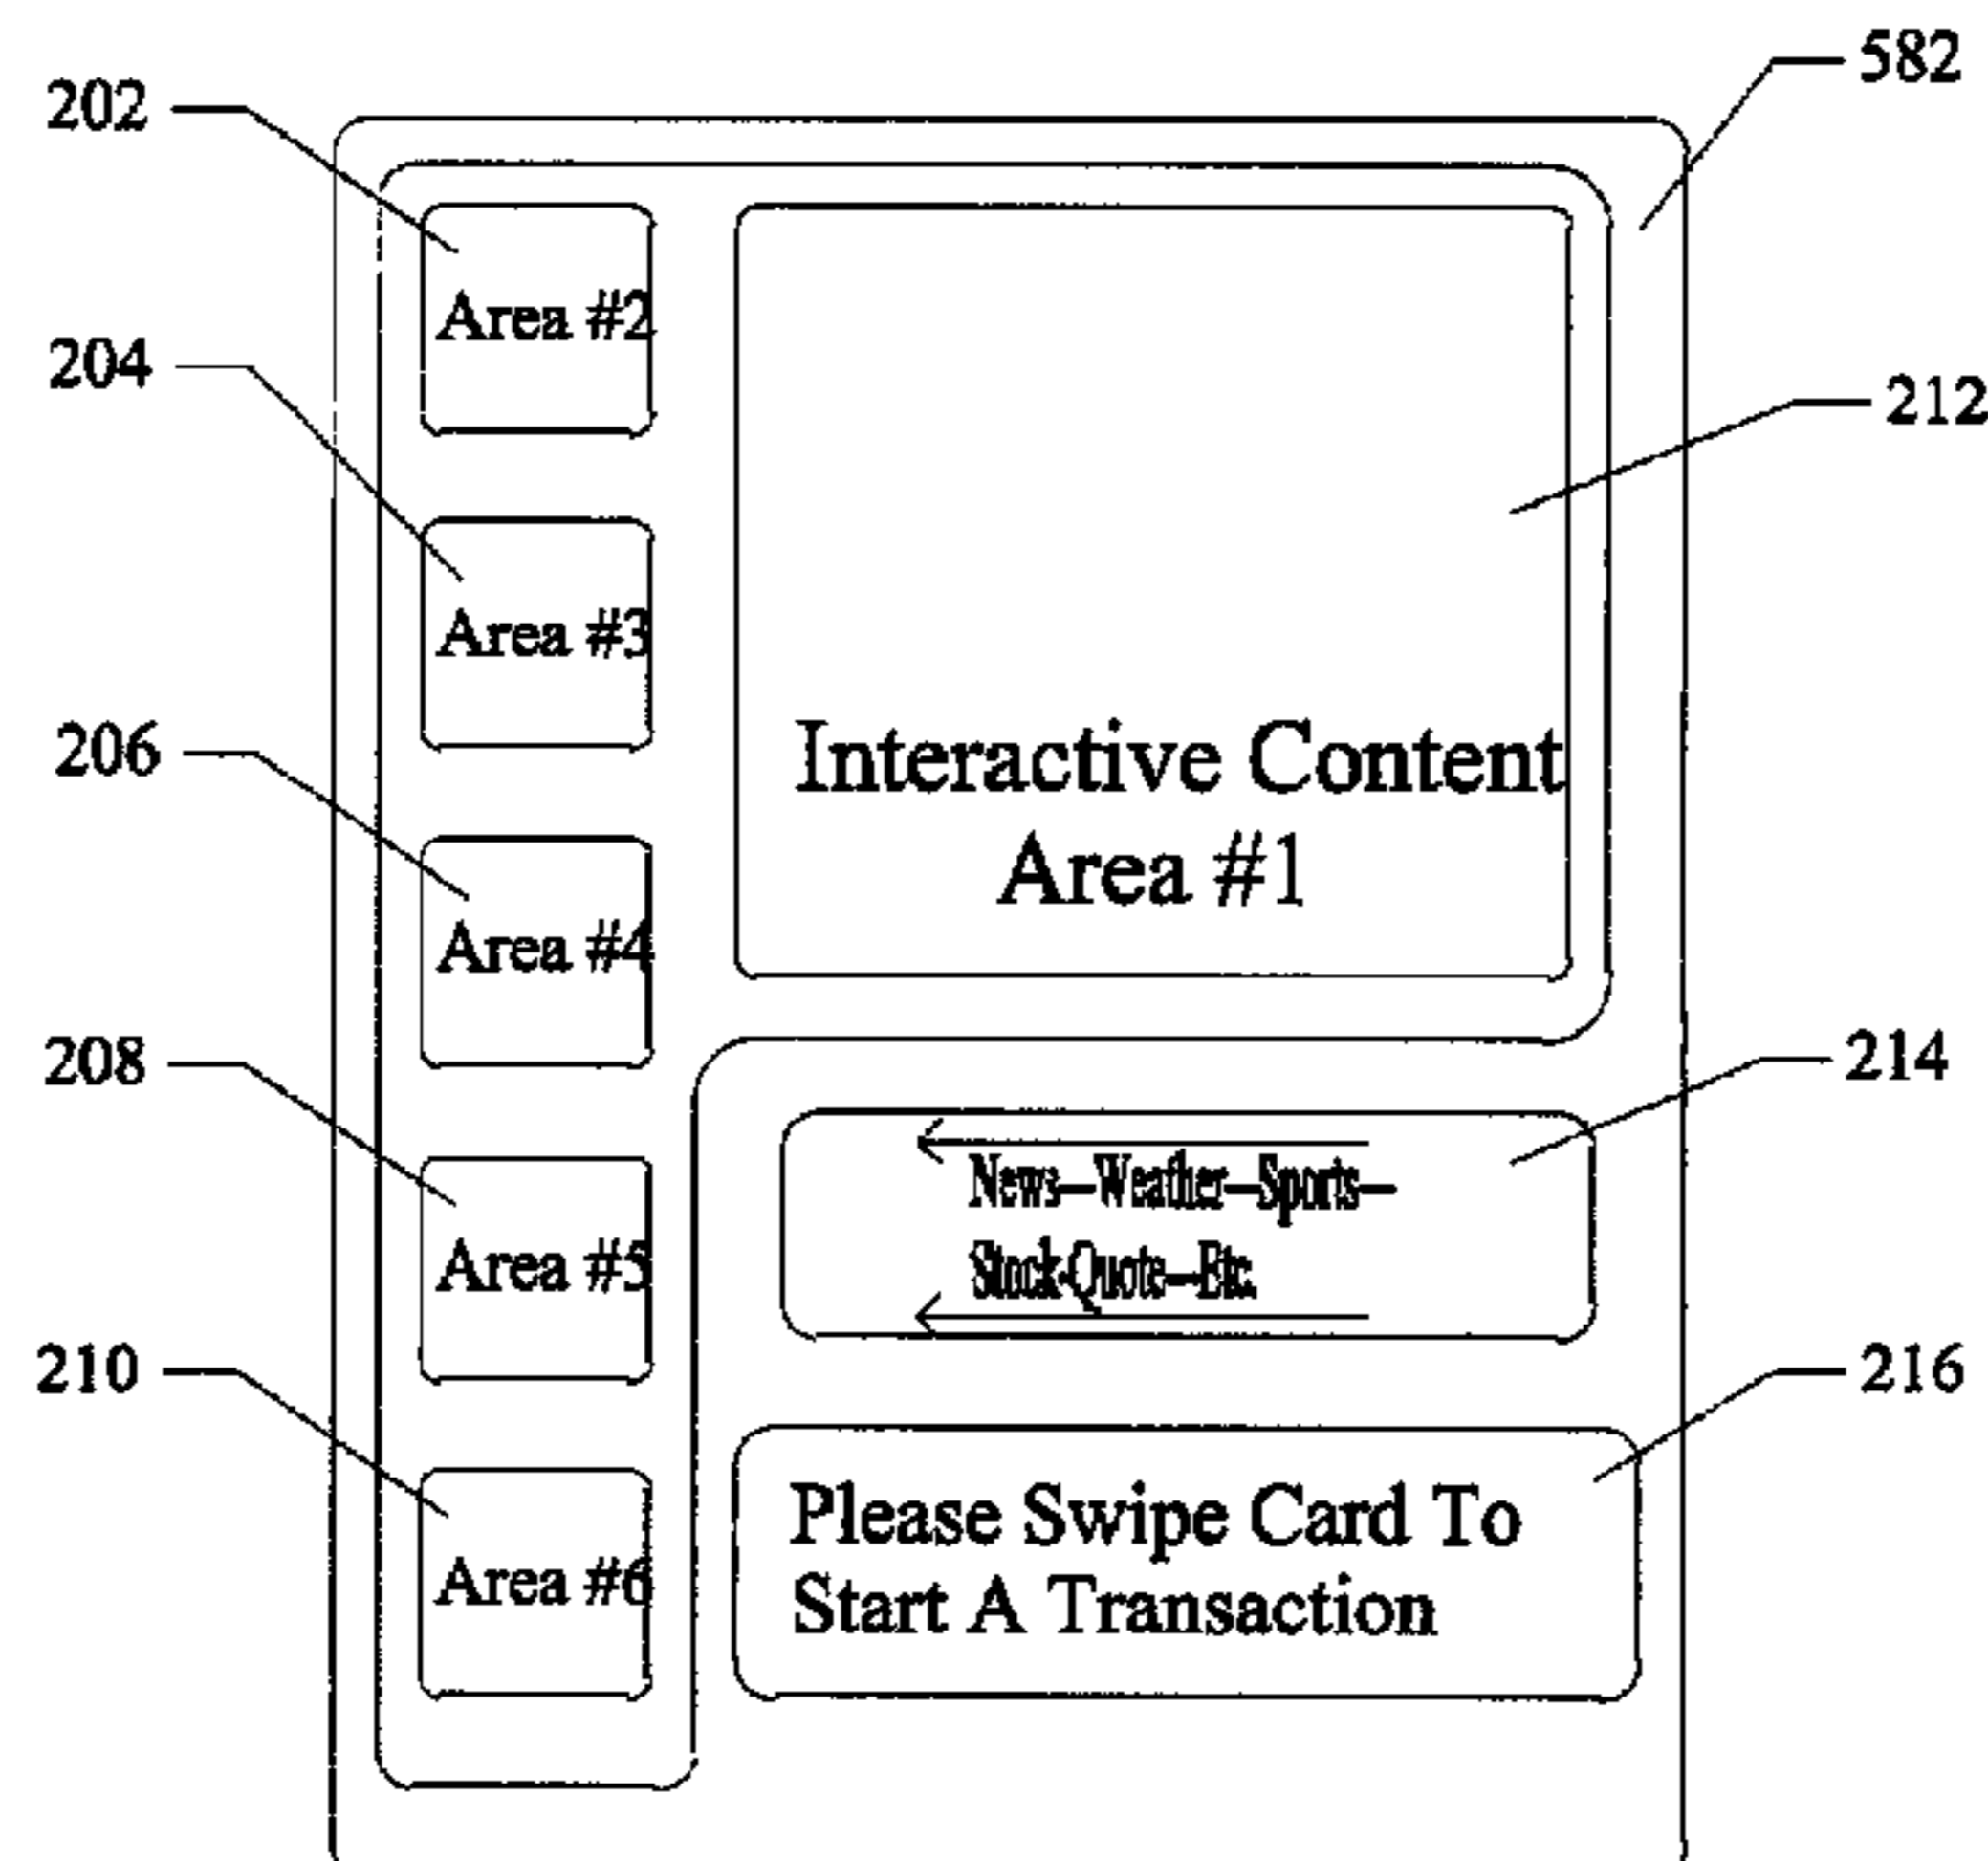 582
202
Area #2
204
212
Area #3
206
Interactive Content
Area #1
Area #4
208
214
News—Weather—Sports—
Stock-Quote—Etc.
Area #5
210
216
Please Swipe Card To
Start A Transaction
Area #6